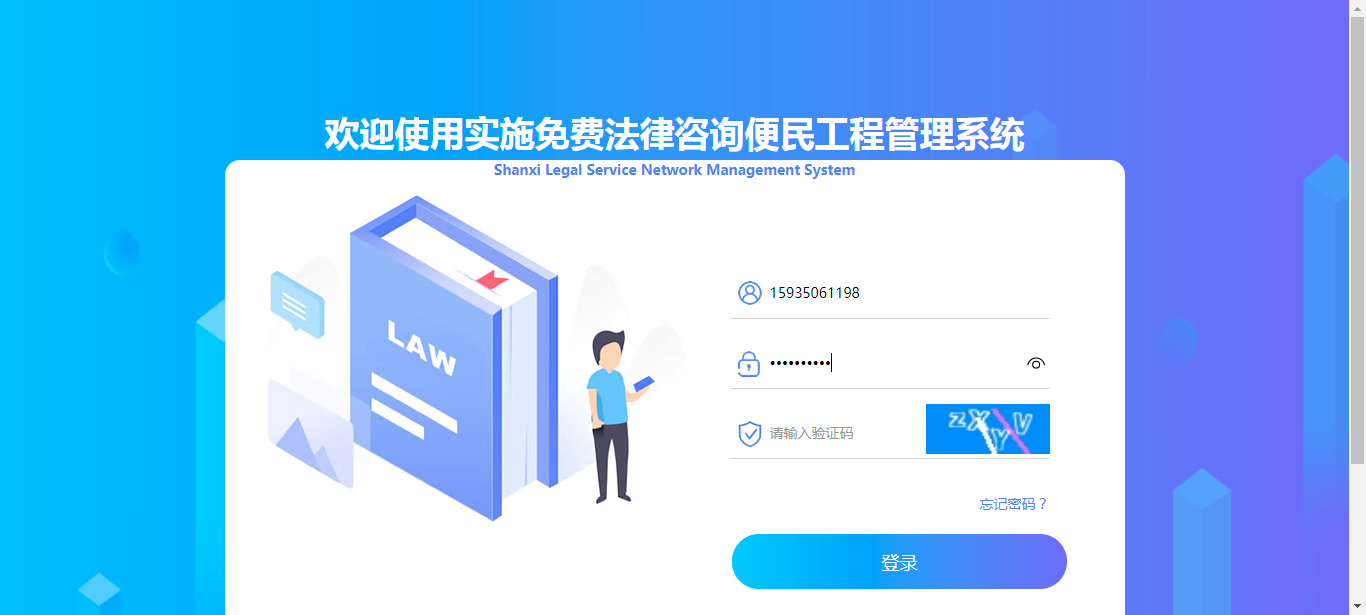 欢迎使用实施免费法律咨询便民工程管理系统
Shanxi Legal Service Network Management System
LAW
15935061198
••••••••••
请输入验证码
zXYV
忘记密码？
登录